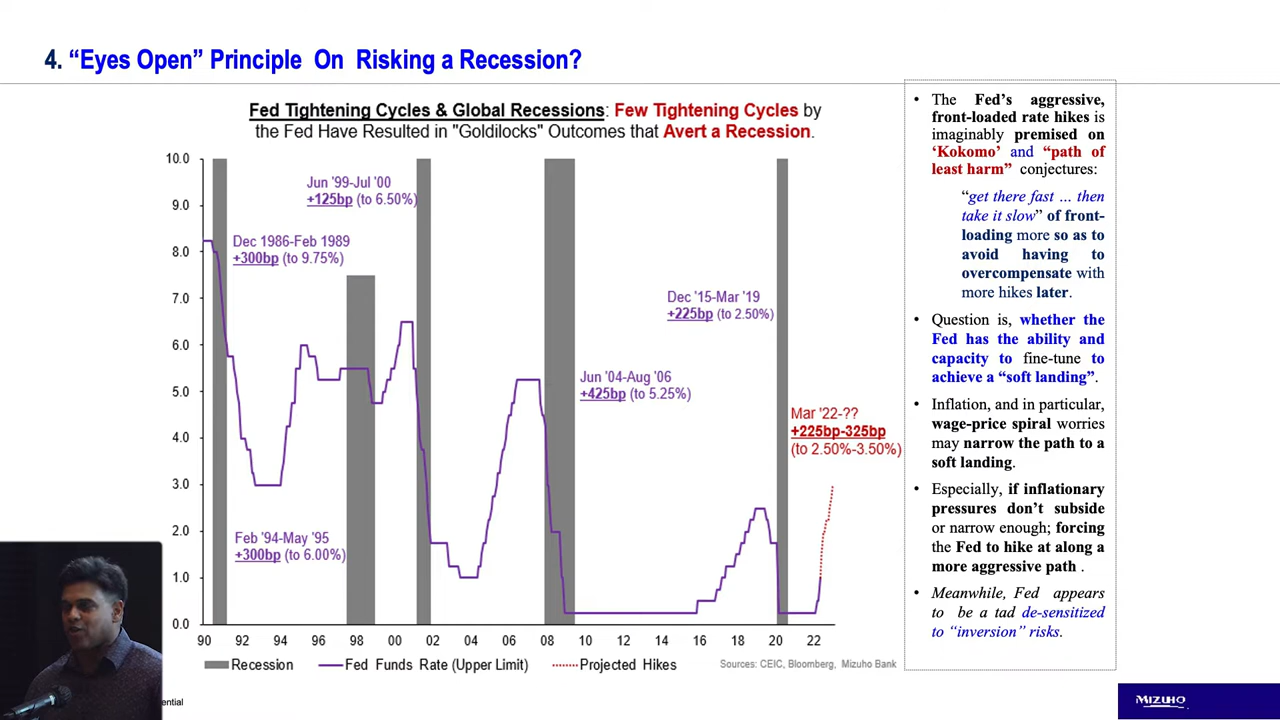 4. “Eyes Open” Principle On Risking a Recession?
Fed Tightening Cycles & Global Recessions: Few Tightening Cycles by
the Fed Have Resulted in "Goldilocks" Outcomes that Avert a Recession.
10.0
9.0
8.0
7.0
6.0
5.0
4.0
3.0
2.0
1.0
0.0
Jun '99-Jul '00
+125bp (to 6.50%)
Dec 1986-Feb 1989
+300bp (to 9.75%)
Dec '15-Mar '19
+225bp (to 2.50%)
Jun '04-Aug '06
+425bp (to 5.25%)
Mar '22-??
+225bp-325bp
(to 2.50%-3.50%)
Feb '94-May '95
+300bp (to 6.00%)
90 92 94 96 98 00 02 04 06 08 10 12 14 16 18 20 22
Recession Fed Funds Rate (Upper Limit) Projected Hikes
Sources: CEIC, Bloomberg, Mizuho Bank
• The Fed’s aggressive,
front-loaded rate hikes is
imaginably premised on
‘Kokomo’ and “path of
least harm” conjectures:
“get there fast … then
take it slow” of front-
loading more so as to
avoid having to
overcompensate with
more hikes later.
• Question is, whether the
Fed has the ability and
capacity to fine-tune to
achieve a “soft landing”.
• Inflation, and in particular,
wage-price spiral worries
may narrow the path to a
soft landing.
• Especially, if inflationary
pressures don’t subside
or narrow enough; forcing
the Fed to hike at along a
more aggressive path .
• Meanwhile, Fed appears
to be a tad de-sensitized
to “inversion” risks.
ential
MIZUHO